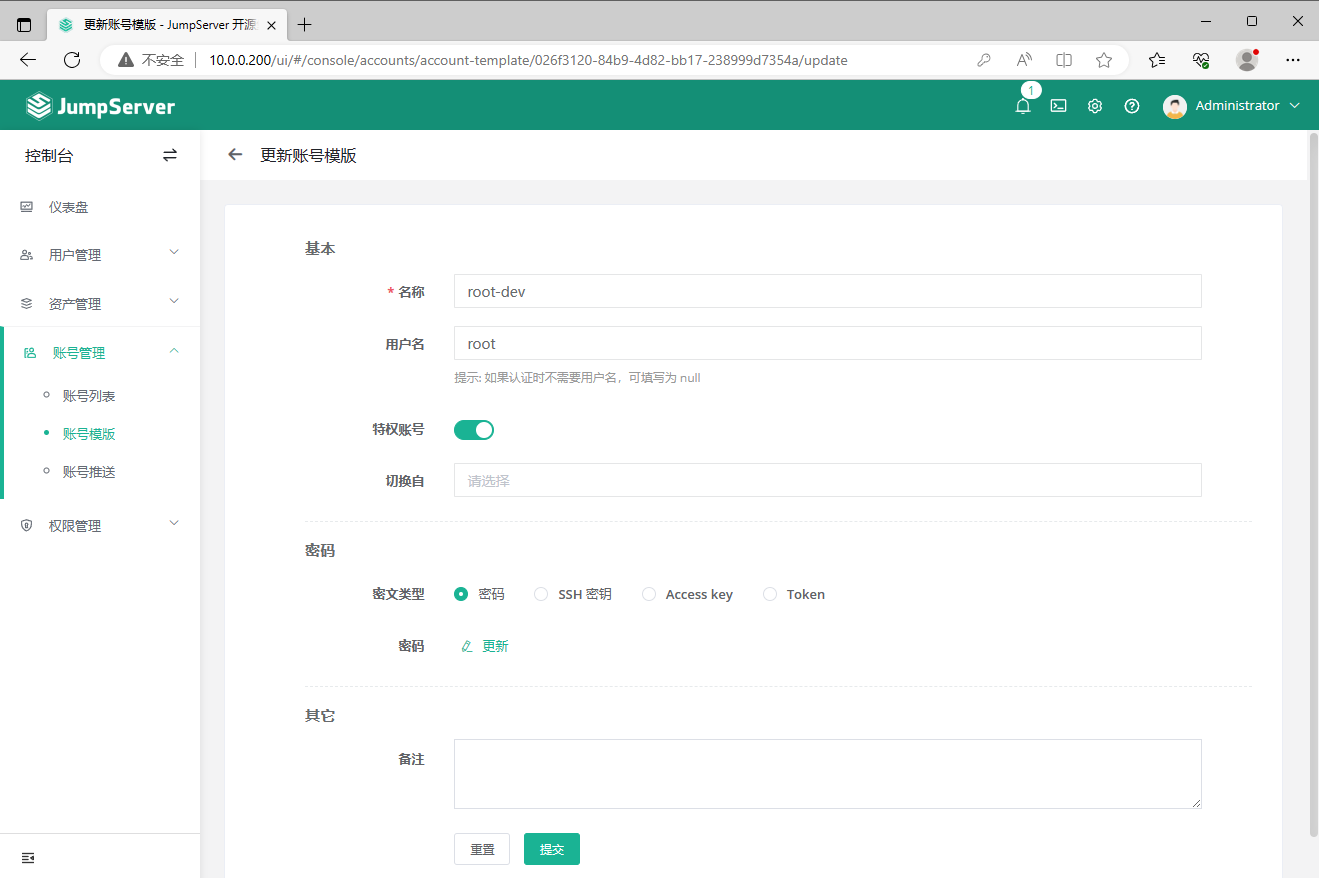 更新账号模版 - JumpServer 开源
不安全
10.0.0.200/ui/#/console/accounts/account-template/026f3120-84b9-4d82-bb17-238999d7354a/update
JumpServer
1
Administrator
控制台
更新账号模版
仪表盘
用户管理
资产管理
账号管理
账号列表
账号模版
账号推送
权限管理
基本
* 名称
root-dev
用户名
root
提示: 如果认证时不需要用户名，可填写为 null
特权账号
切换自
请选择
密码
密文类型
密码
SSH 密钥
Access key
Token
密码
更新
其它
备注
重置
提交